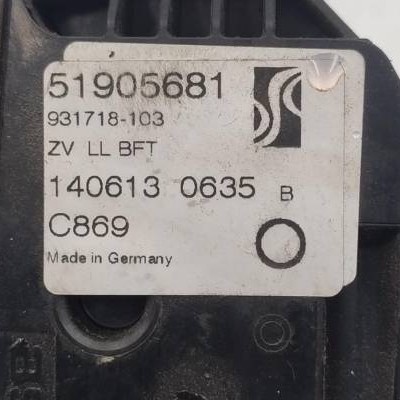 51905681
931718-103
ZV LL BFT
140613 0635 B
C869
Made in Germany